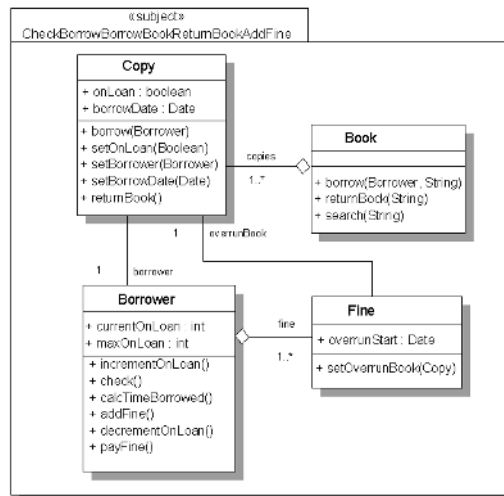 «subject»
CheckBorrowBorrowBookReturnBookAddFine
Copy
+ onLoan : boolean
+ borrowDate : Date
+ borrow(Borrower)
+ setOnLoan(Boolean)
+ setBorrower(Borrower)
+ setBorrowDate(Date)
+ returnBook()
copies
1..*
Book
+ borrow(Borrower, String)
+ returnBook(String)
+ search(String)
1
overrunBook
1
borrower
Borrower
+ currentOnLoan : int
+ maxOnLoan : int
+ incrementOnLoan()
+ check()
+ calcTimeBorrowed()
+ addFine()
+ decrementOnLoan()
+ payFine()
fine
1..*
Fine
+ overrunStart : Date
+ setOverrunBook(Copy)